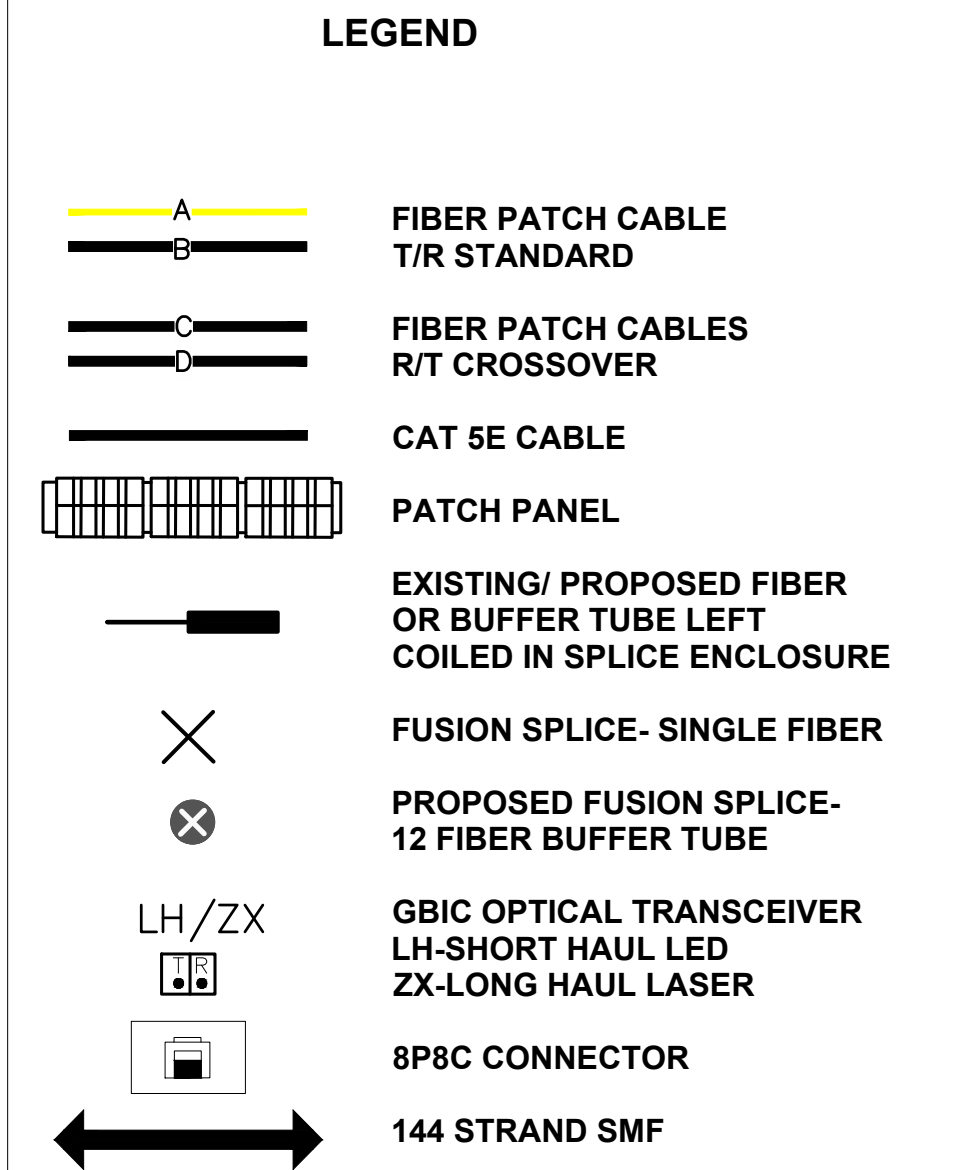 LEGEND
A
FIBER PATCH CABLE
B
T/R STANDARD
C
FIBER PATCH CABLES
D
R/T CROSSOVER
CAT 5E CABLE
PATCH PANEL
EXISTING/ PROPOSED FIBER
OR BUFFER TUBE LEFT
COILED IN SPLICE ENCLOSURE
FUSION SPLICE- SINGLE FIBER
PROPOSED FUSION SPLICE-
12 FIBER BUFFER TUBE
LH/ZX
T R
GBIC OPTICAL TRANSCEIVER
LH-SHORT HAUL LED
ZX-LONG HAUL LASER
8P8C CONNECTOR
144 STRAND SMF